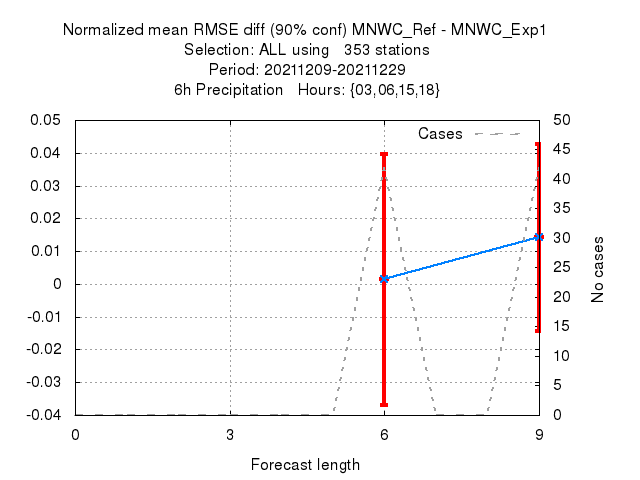 Normalized mean RMSE diff (90% conf) MNWC_Ref - MNWC_Exp1
Selection: ALL using   353 stations
Period: 20211209-20211229
6h Precipitation   Hours: {03,06,15,18}
Cases
0.05
0.04
0.03
0.02
0.01
0
-0.01
-0.02
-0.03
-0.04
50
45
40
35
30
25
20
15
10
5
0
No cases
0 3 6 9
Forecast length